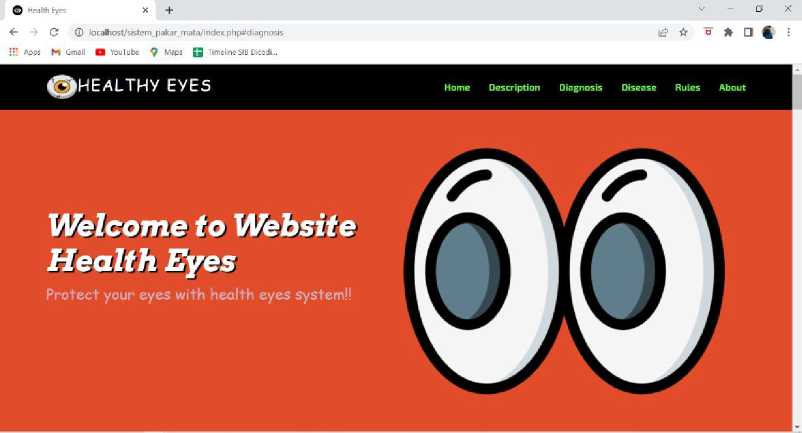 Health Eyes
localhost/sistem_pakar_mata/index.php#diagnosis
Apps Gmail YouTube Maps Timeline SIB Dicodi...
HEALTHY EYES Home Description Diagnosis Disease Rules About
Welcome to Website
Health Eyes
Protect your eyes with health eyes system!!